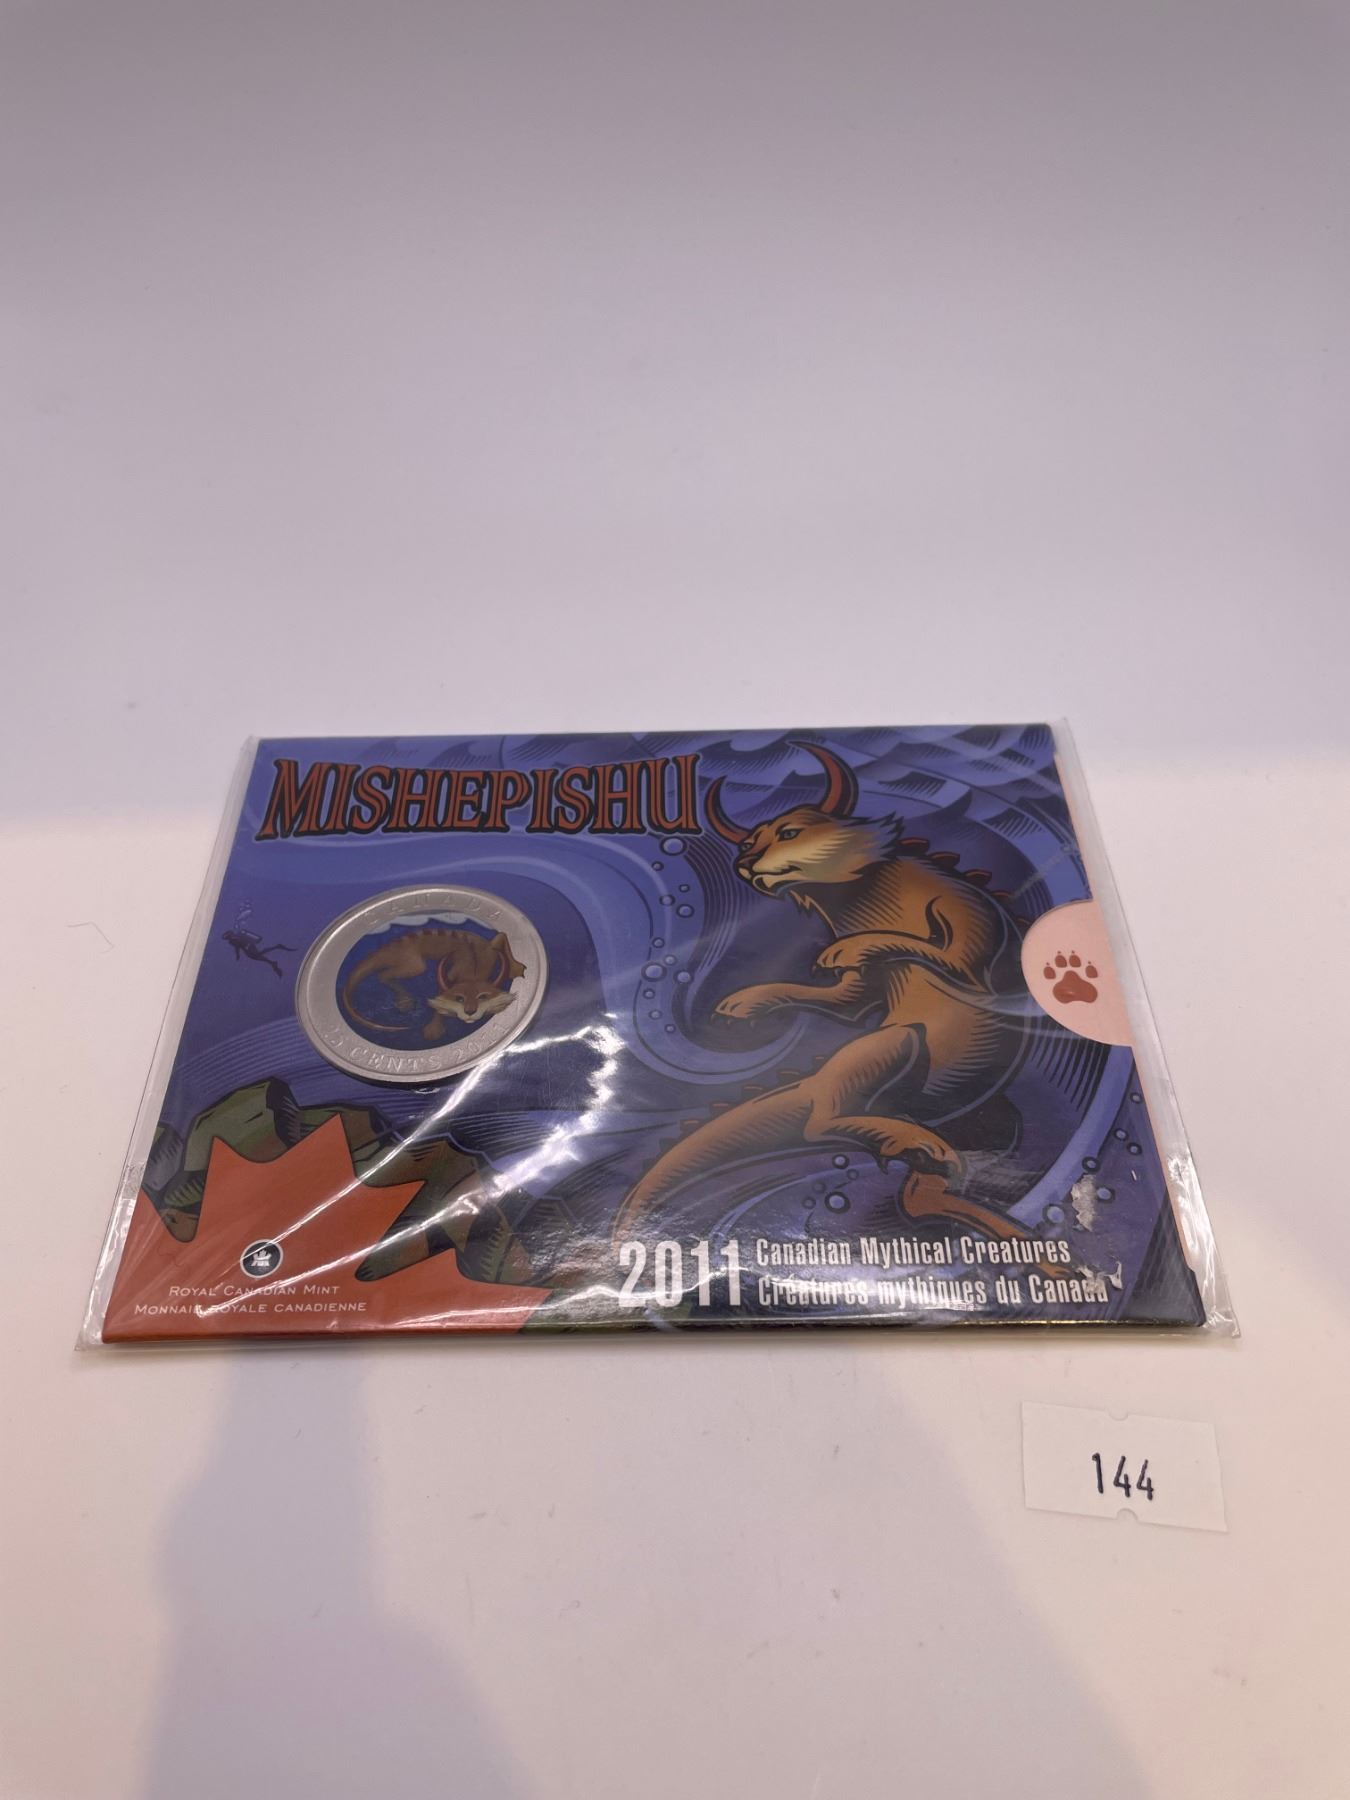 MISHEPISHU
CANADA
25 CENTS 2011
ROYAL CANADIAN MINT
MONNAIE ROYALE CANADIENNE
2011 Canadian Mythical Creatures
Créatures mythiques du Canada
144